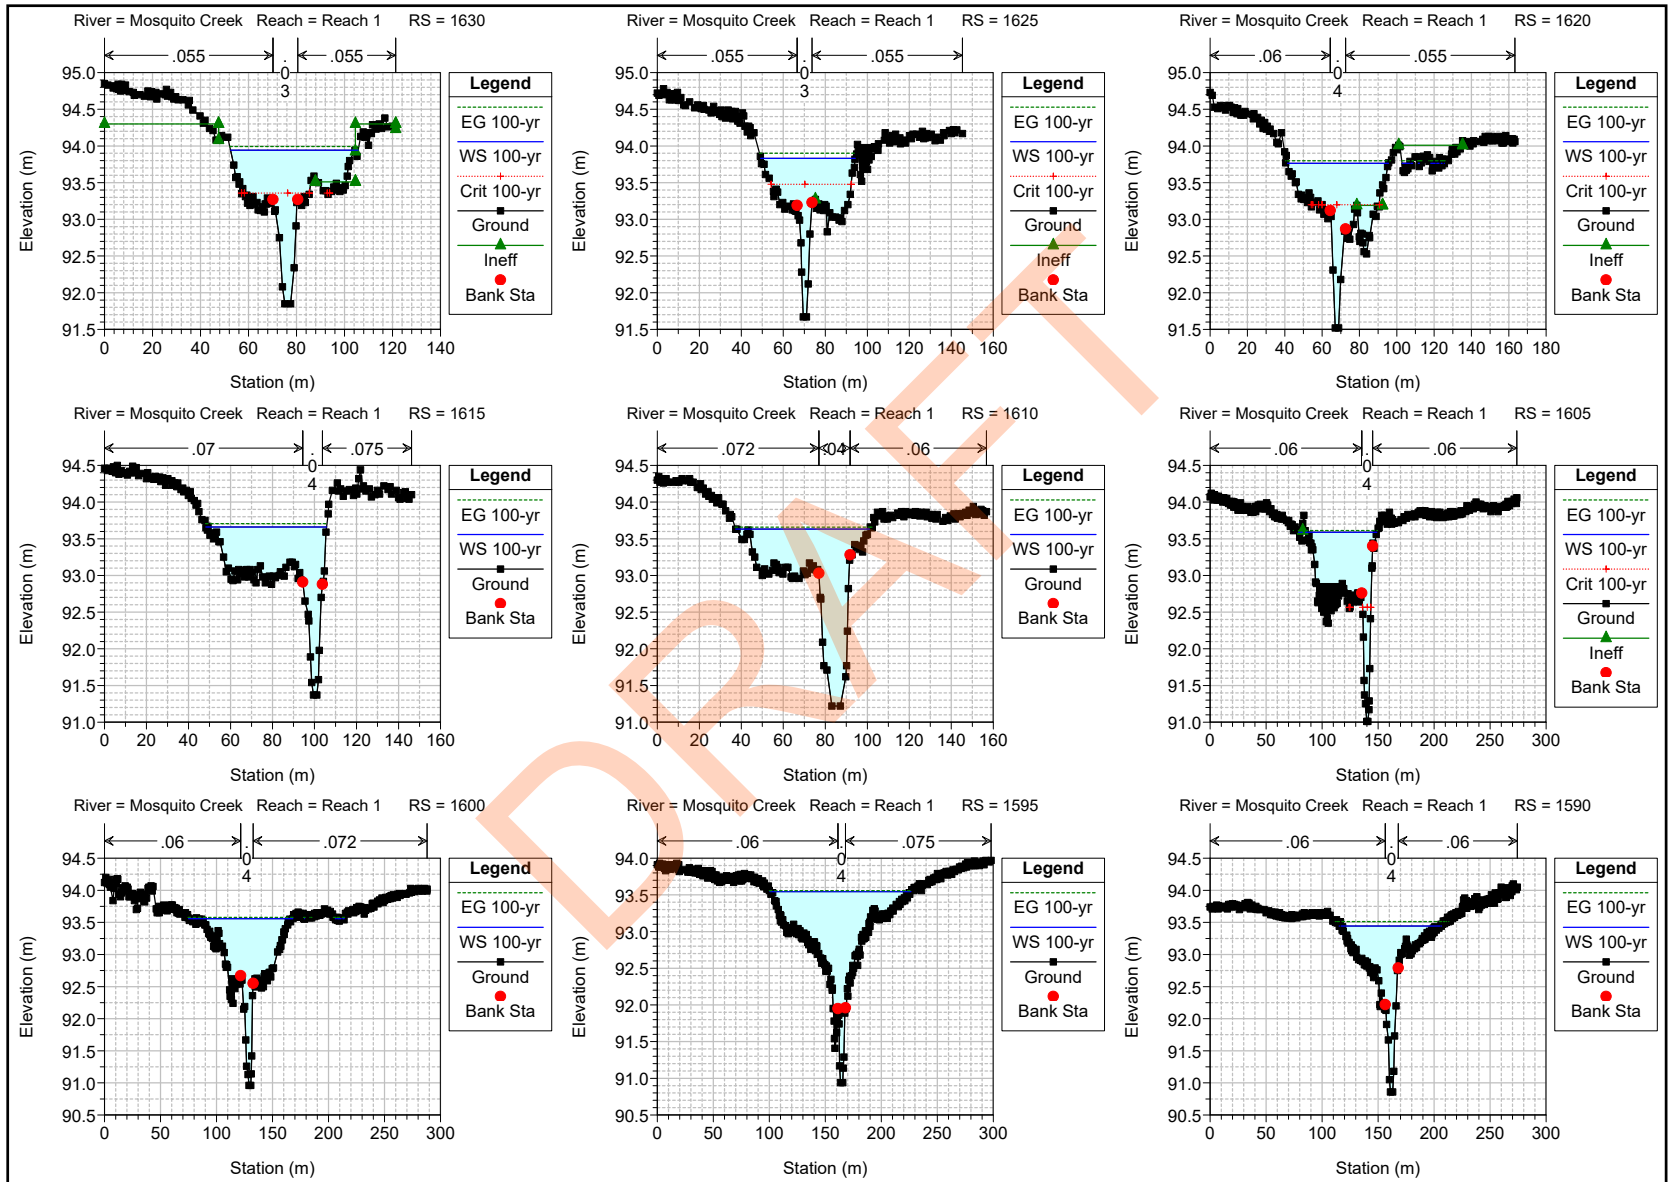 River = Mosquito Creek Reach = Reach 1 RS = 1630
.055 .03 .055
95.0
94.5
94.0
93.5
93.0
92.5
92.0
91.5
0 20 40 60 80 100 120 140
Elevation (m)
Station (m)
Legend
EG 100-yr
WS 100-yr
Crit 100-yr
Ground
Ineff
Bank Sta
River = Mosquito Creek Reach = Reach 1 RS = 1625
.055 .03 .055
95.0
94.5
94.0
93.5
93.0
92.5
92.0
91.5
0 20 40 60 80 100 120 140 160
Elevation (m)
Station (m)
Legend
EG 100-yr
WS 100-yr
Crit 100-yr
Ground
Ineff
Bank Sta
River = Mosquito Creek Reach = Reach 1 RS = 1620
.06 .04 .055
95.0
94.5
94.0
93.5
93.0
92.5
92.0
91.5
0 20 40 60 80 100 120 140 160 180
Elevation (m)
Station (m)
Legend
EG 100-yr
WS 100-yr
Crit 100-yr
Ground
Ineff
Bank Sta
River = Mosquito Creek Reach = Reach 1 RS = 1615
.07 .04 .075
94.5
94.0
93.5
93.0
92.5
92.0
91.5
91.0
0 20 40 60 80 100 120 140 160
Elevation (m)
Station (m)
Legend
EG 100-yr
WS 100-yr
Ground
Bank Sta
River = Mosquito Creek Reach = Reach 1 RS = 1610
.072 .04 .06
94.5
94.0
93.5
93.0
92.5
92.0
91.5
91.0
0 20 40 60 80 100 120 140 160
Elevation (m)
Station (m)
Legend
EG 100-yr
WS 100-yr
Ground
Bank Sta
River = Mosquito Creek Reach = Reach 1 RS = 1605
.06 .04 .06
94.5
94.0
93.5
93.0
92.5
92.0
91.5
91.0
0 50 100 150 200 250 300
Elevation (m)
Station (m)
Legend
EG 100-yr
WS 100-yr
Crit 100-yr
Ground
Ineff
Bank Sta
River = Mosquito Creek Reach = Reach 1 RS = 1600
.06 .04 .072
94.5
94.0
93.5
93.0
92.5
92.0
91.5
91.0
90.5
0 50 100 150 200 250 300
Elevation (m)
Station (m)
Legend
EG 100-yr
WS 100-yr
Ground
Bank Sta
River = Mosquito Creek Reach = Reach 1 RS = 1595
.06 .04 .075
94.0
93.5
93.0
92.5
92.0
91.5
91.0
90.5
0 50 100 150 200 250 300
Elevation (m)
Station (m)
Legend
EG 100-yr
WS 100-yr
Ground
Bank Sta
River = Mosquito Creek Reach = Reach 1 RS = 1590
.06 .04 .06
94.5
94.0
93.5
93.0
92.5
92.0
91.5
91.0
90.5
0 50 100 150 200 250 300
Elevation (m)
Station (m)
Legend
EG 100-yr
WS 100-yr
Ground
Bank Sta
DRAFT